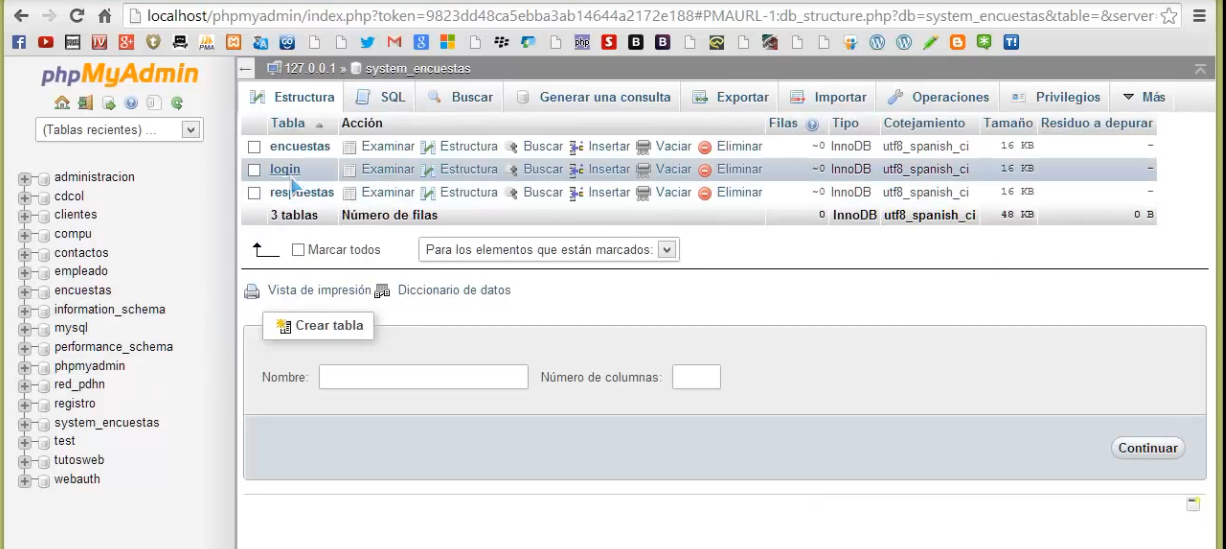 localhost/phpmyadmin/index.php?token=9823dd48ca5ebba3ab14644a2172e188#PMAURL-1:db_structure.php?db=system_encuestas&table=&server
phpMyAdmin
(Tablas recientes) ...
administracion
cdcol
clientes
compu
contactos
empleado
encuestas
information_schema
mysql
performance_schema
phpmyadmin
red_pdhn
registro
system_encuestas
test
tutosweb
webauth
127.0.0.1 » system_encuestas
Estructura SQL Buscar Generar una consulta Exportar Importar Operaciones Privilegios Más
Tabla Acción Filas Tipo Cotejamiento Tamaño Residuo a depurar
encuestas Examinar Estructura Buscar Insertar Vaciar Eliminar ~0 InnoDB utf8_spanish_ci 16 KB -
login Examinar Estructura Buscar Insertar Vaciar Eliminar ~0 InnoDB utf8_spanish_ci 16 KB -
respuestas Examinar Estructura Buscar Insertar Vaciar Eliminar ~0 InnoDB utf8_spanish_ci 16 KB -
3 tablas Número de filas 0 InnoDB utf8_spanish_ci 48 KB 0 B
Marcar todos Para los elementos que están marcados:
Vista de impresión Diccionario de datos
Crear tabla
Nombre: Número de columnas:
Continuar